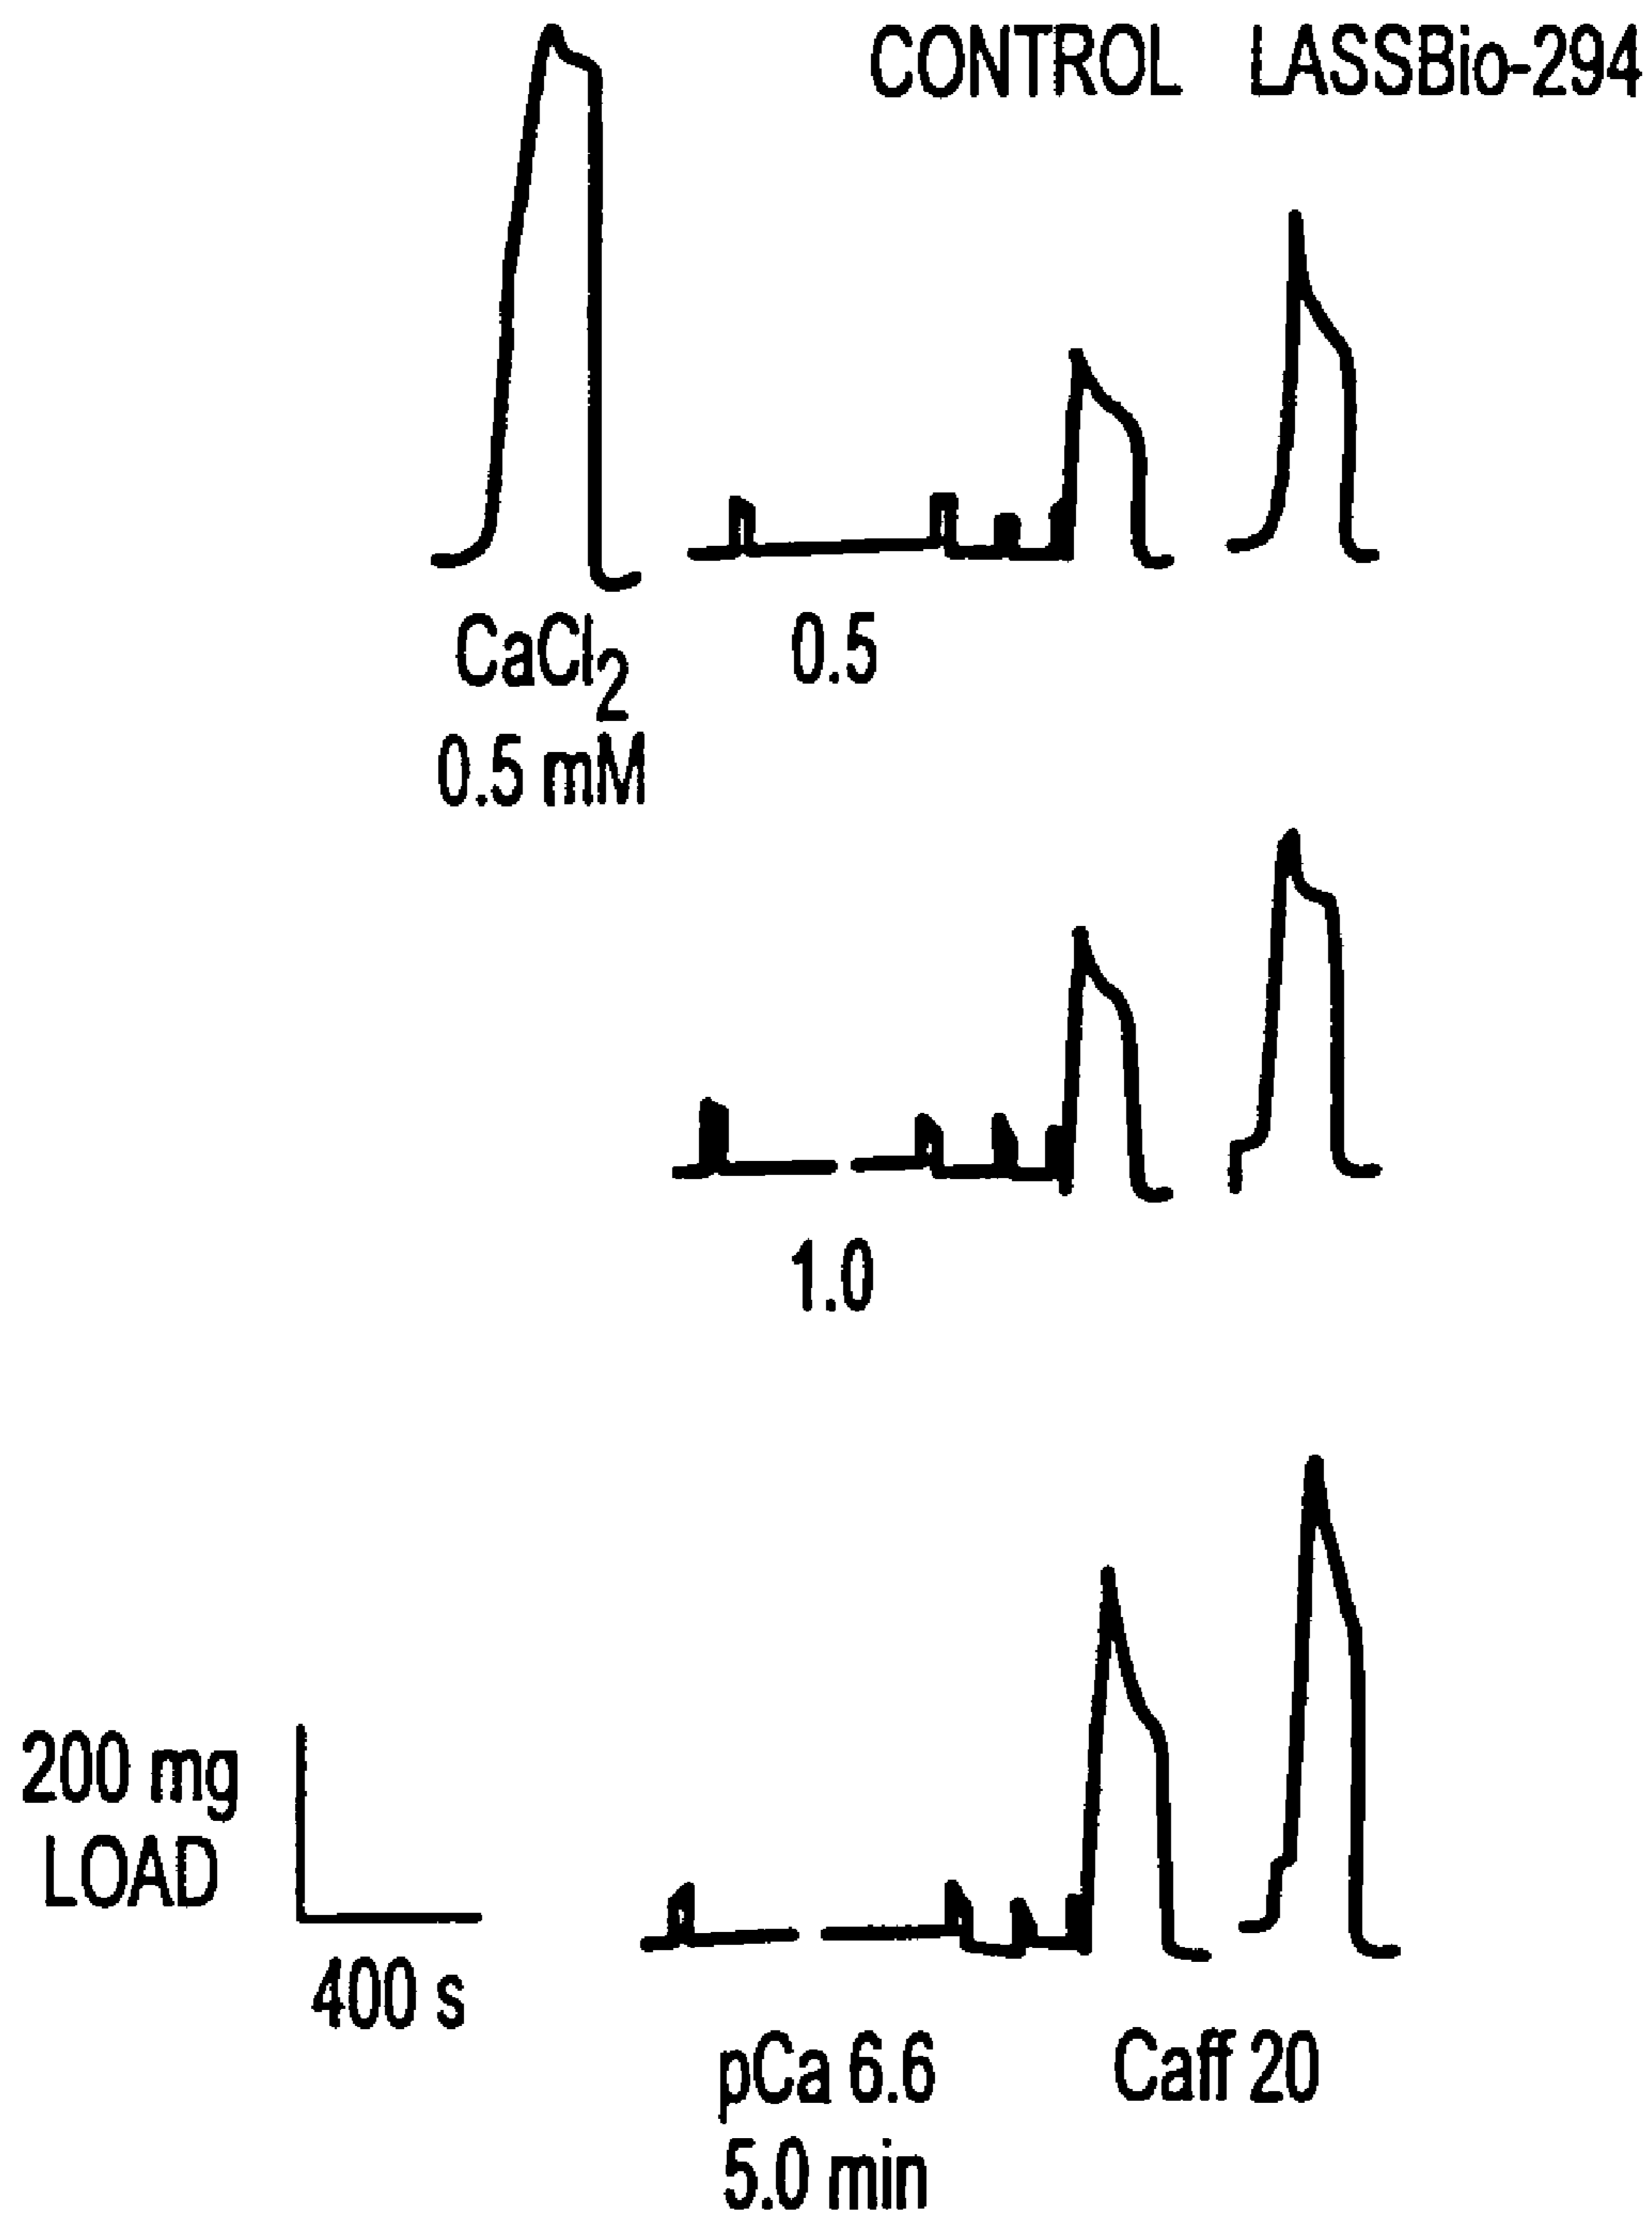 CONTROL LASSBio-294
CaCl2
0.5 mM
0.5
1.0
200 mg
LOAD
400 s
pCa 6.6
5.0 min
Caff 20